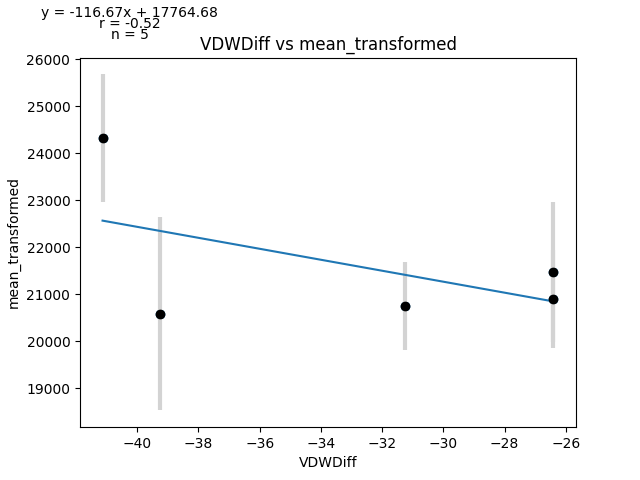 y = -116.67x + 17764.68
r = -0.52
n = 5
VDWDiff vs mean_transformed
26000
25000
24000
23000
22000
21000
20000
19000
mean_transformed
−40 −38 −36 −34 −32 −30 −28 −26
VDWDiff